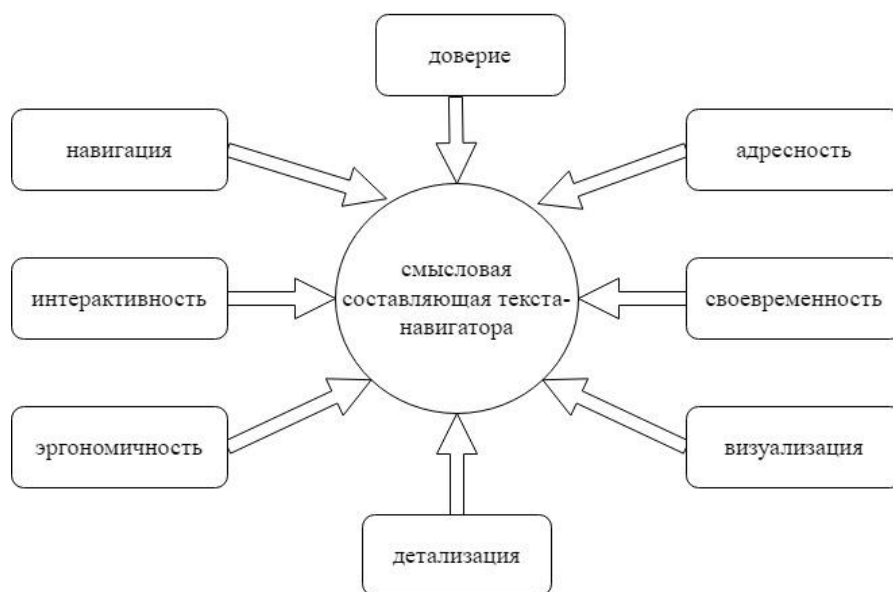 доверие
навигация
адресность
смысловая
составляющая текста-
навигатора
интерактивность
своевременность
эргономичность
визуализация
детализация